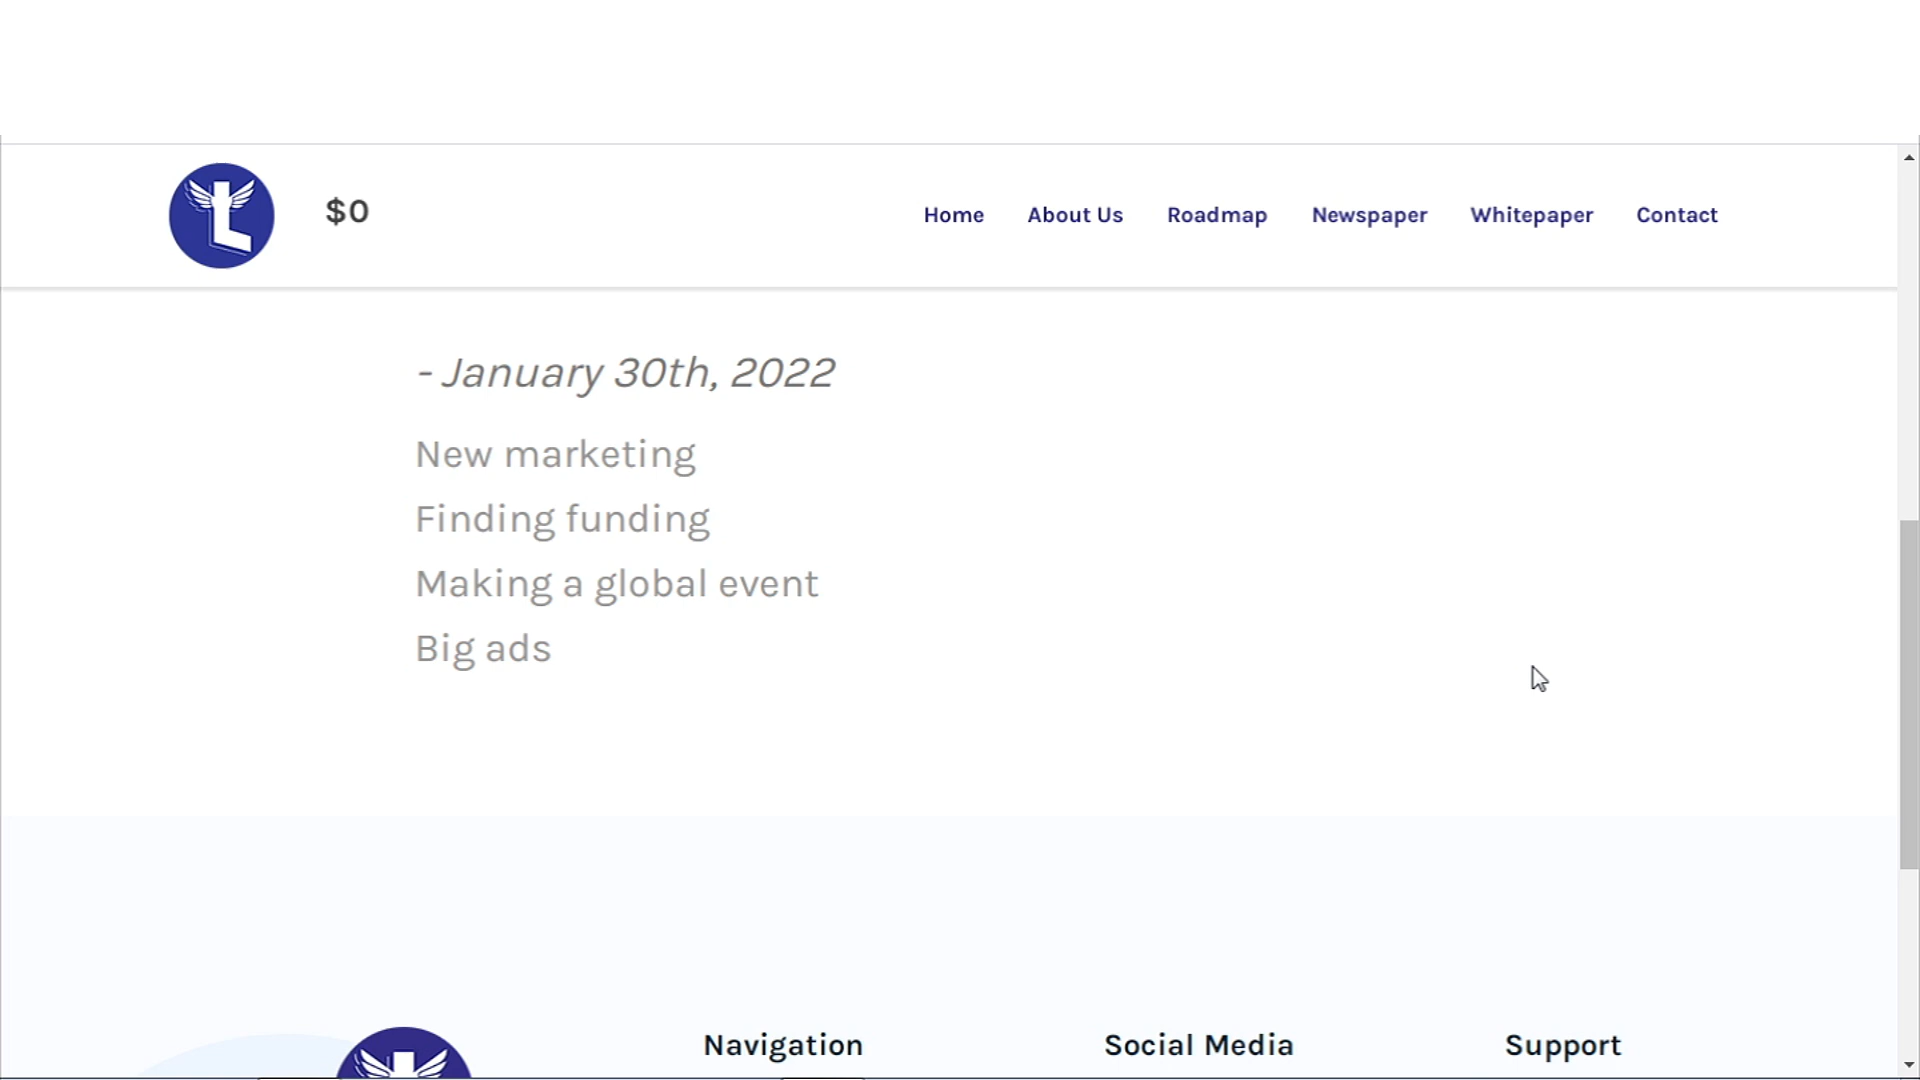 $0
Home About Us Roadmap Newspaper Whitepaper Contact
- January 30th, 2022
New marketing
Finding funding
Making a global event
Big ads
Navigation Social Media Support